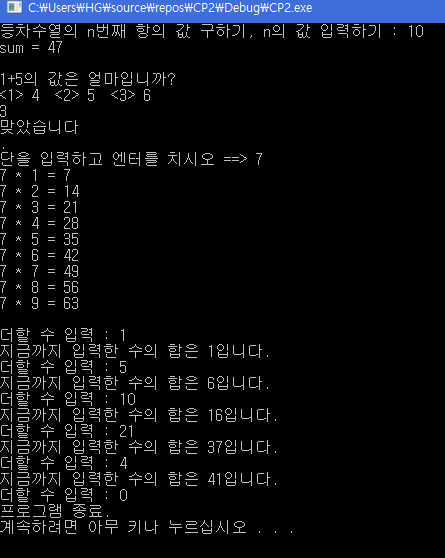 C:\Users\HG\source\repos\CP2\Debug\CP2.exe
등차수열의 n번째 항의 값 구하기, n의 값 입력하기 : 10
sum = 47
1+5의 값은 얼마입니까?
<1> 4  <2> 5  <3> 6
3
맞았습니다
.
단을 입력하고 엔터를 치시오 ==> 7
7 * 1 = 7
7 * 2 = 14
7 * 3 = 21
7 * 4 = 28
7 * 5 = 35
7 * 6 = 42
7 * 7 = 49
7 * 8 = 56
7 * 9 = 63
더할 수 입력 : 1
지금까지 입력한 수의 합은 1입니다.
더할 수 입력 : 5
지금까지 입력한 수의 합은 6입니다.
더할 수 입력 : 10
지금까지 입력한 수의 합은 16입니다.
더할 수 입력 : 21
지금까지 입력한 수의 합은 37입니다.
더할 수 입력 : 4
지금까지 입력한 수의 합은 41입니다.
더할 수 입력 : 0
프로그램 종료.
계속하려면 아무 키나 누르십시오 . . .